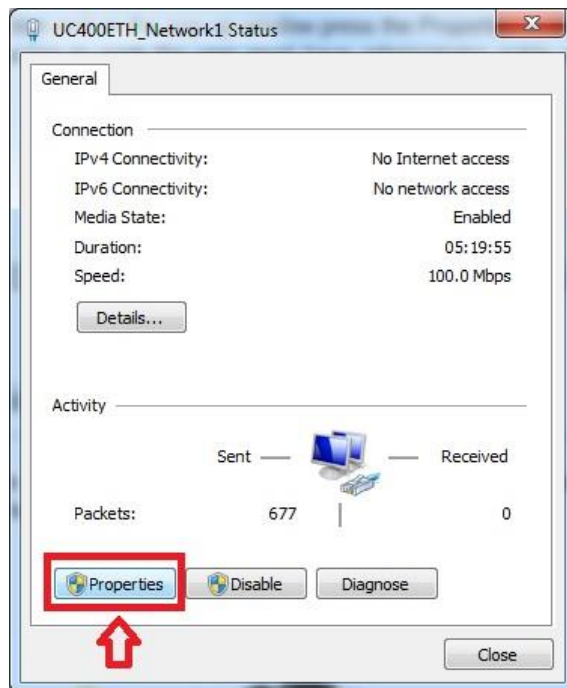 UC400ETH_Network1 Status
General
Connection
IPv4 Connectivity: No Internet access
IPv6 Connectivity: No network access
Media State: Enabled
Duration: 05:19:55
Speed: 100.0 Mbps
Details...
Activity
Sent Received
Packets: 677 0
Properties Disable Diagnose
Close